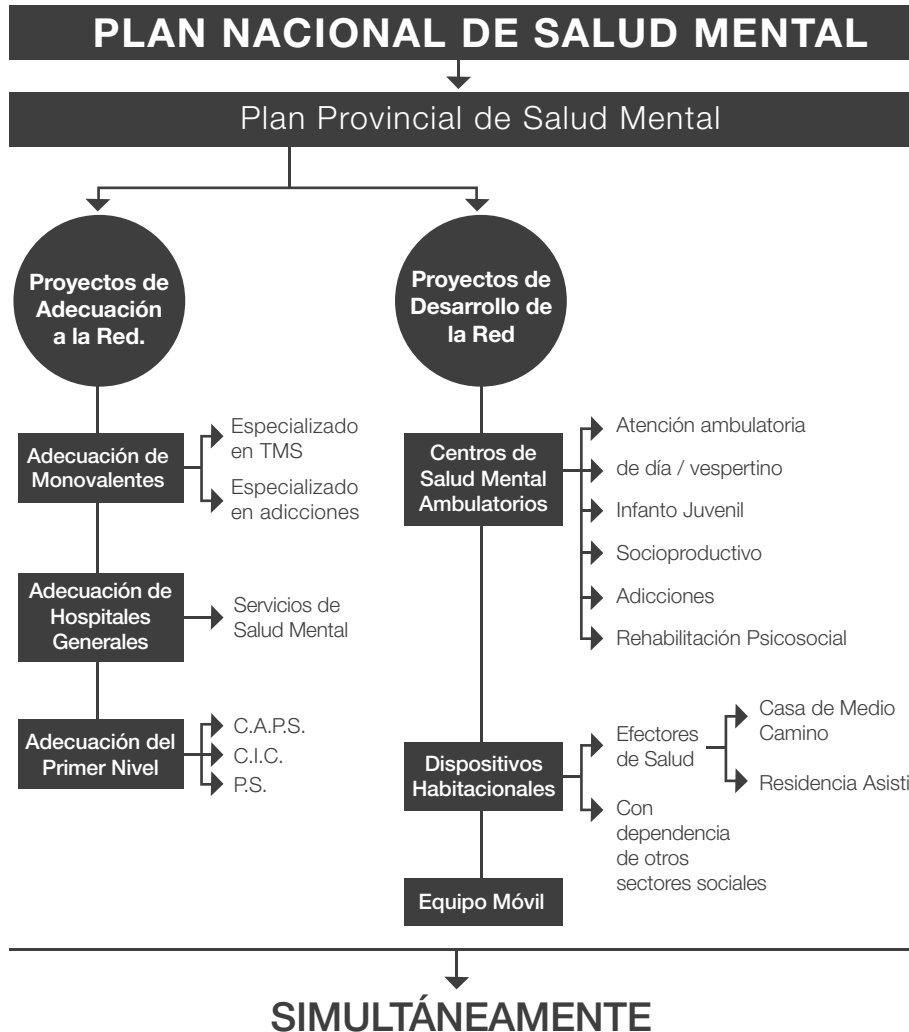 PLAN NACIONAL DE SALUD MENTAL
Plan Provincial de Salud Mental
Proyectos de
Adecuación
a la Red.
Adecuación de
Monovalentes
Especializado
en TMS
Especializado
en adicciones
Adecuación de
Hospitales
Generales
Servicios de
Salud Mental
Adecuación del
Primer Nivel
C.A.P.S.
C.I.C.
P.S.
Proyectos de
Desarrollo de
la Red
Centros de
Salud Mental
Ambulatorios
Atención ambulatoria
de día / vespertino
Infanto Juvenil
Socioproductivo
Adicciones
Rehabilitación Psicosocial
Dispositivos
Habitacionales
Efectores
de Salud
Casa de Medio
Camino
Residencia Asisti
Con
dependencia
de otros
sectores sociales
Equipo Móvil
SIMULTÁNEAMENTE